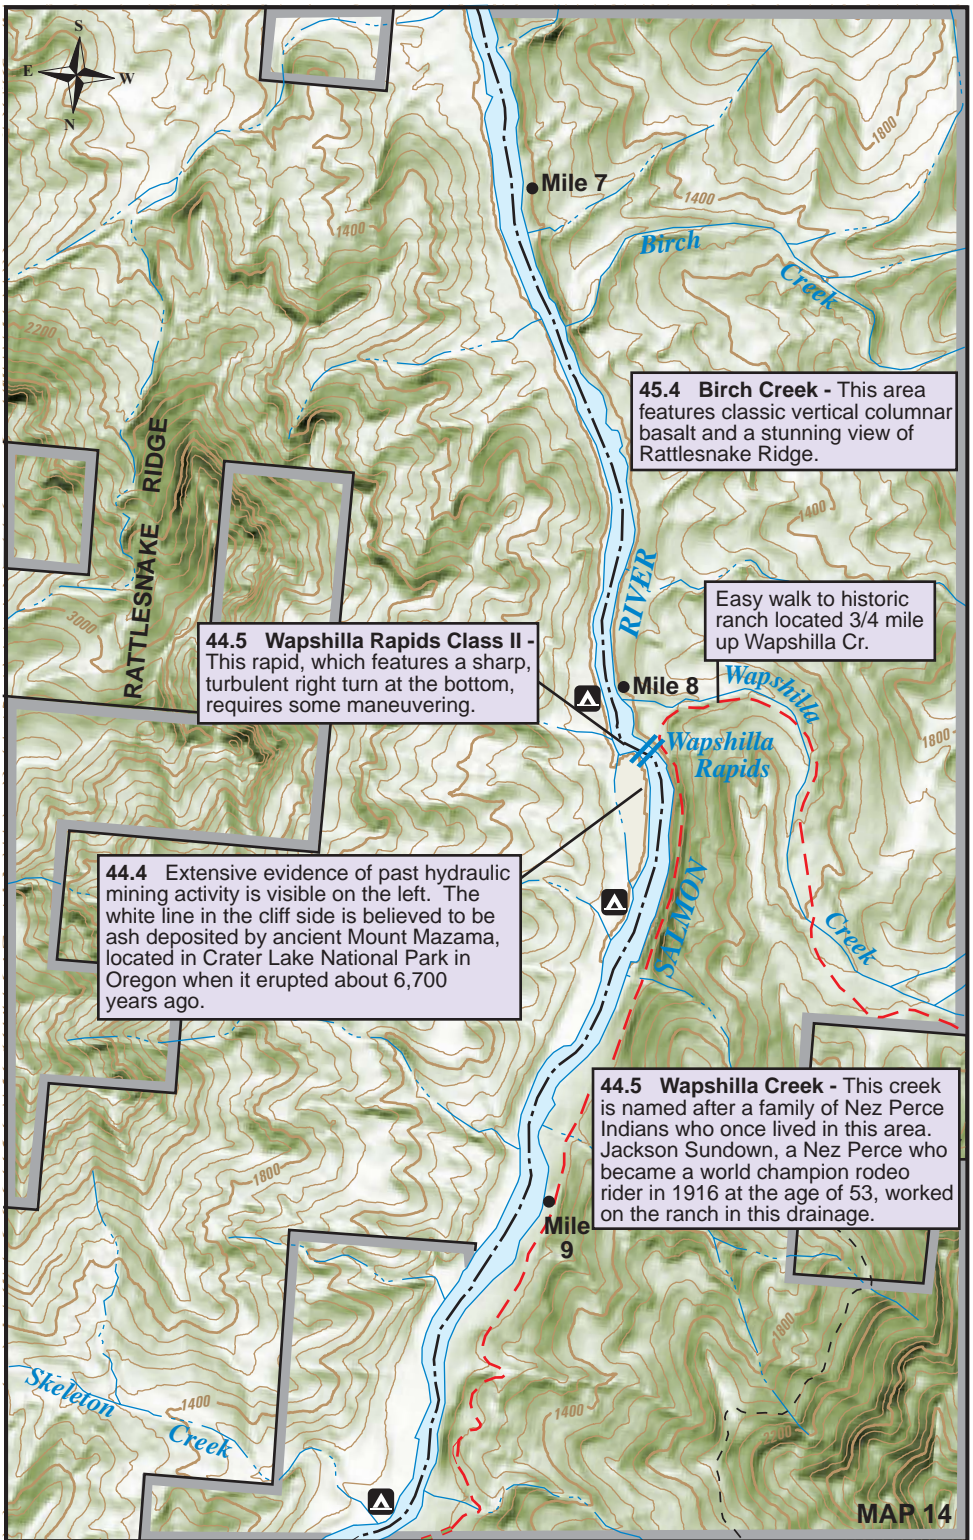 S
E W
N
1800
Mile 7
1400
1400
Birch
Creek
2200
45.4 Birch Creek - This area
features classic vertical columnar
basalt and a stunning view of
Rattlesnake Ridge.
RATTLESNAKE RIDGE
1400
RIVER
3000
Easy walk to historic
ranch located 3/4 mile
up Wapshilla Cr.
44.5 Wapshilla Rapids Class II -
This rapid, which features a sharp,
turbulent right turn at the bottom,
requires some maneuvering.
Mile 8
Wapshilla
Wapshilla
Rapids
1800
44.4 Extensive evidence of past hydraulic
mining activity is visible on the left. The
white line in the cliff side is believed to be
ash deposited by ancient Mount Mazama,
located in Crater Lake National Park in
Oregon when it erupted about 6,700
years ago.
SALMON
Creek
44.5 Wapshilla Creek - This creek
is named after a family of Nez Perce
Indians who once lived in this area.
Jackson Sundown, a Nez Perce who
became a world champion rodeo
rider in 1916 at the age of 53, worked
on the ranch in this drainage.
1800
Mile
9
1800
Skeleton
Creek
1400
1400
2200
MAP 14